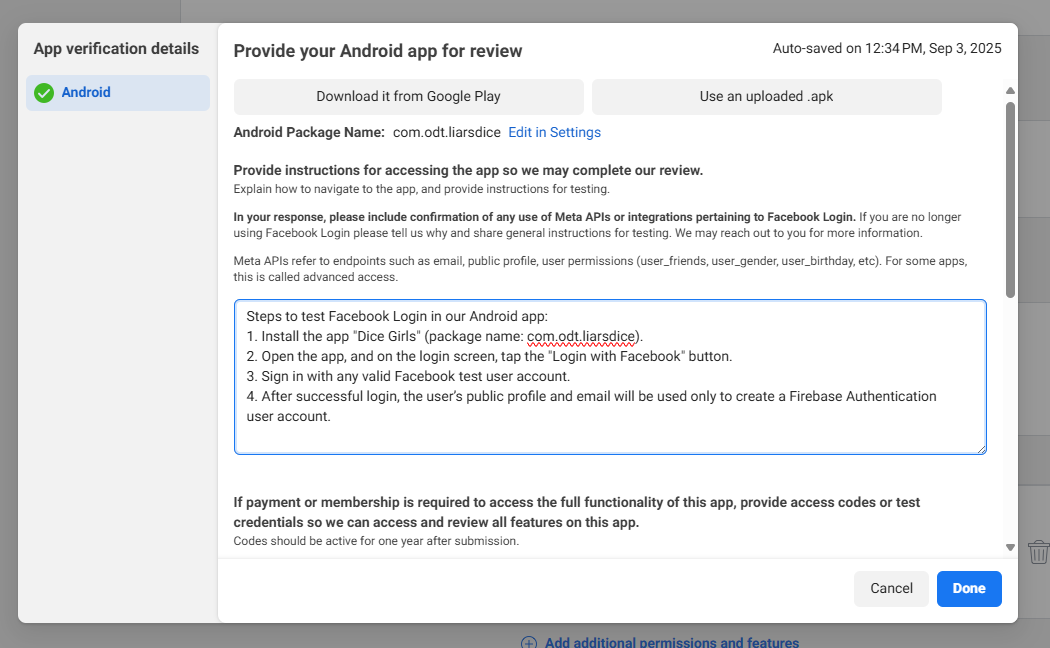 App verification details
Android
Provide your Android app for review
Auto-saved on 12:34 PM, Sep 3, 2025
Download it from Google Play
Use an uploaded .apk
Android Package Name: com.odt.liarsdice Edit in Settings
Provide instructions for accessing the app so we may complete our review.
Explain how to navigate to the app, and provide instructions for testing.
In your response, please include confirmation of any use of Meta APIs or integrations pertaining to Facebook Login. If you are no longer
using Facebook Login please tell us why and share general instructions for testing. We may reach out to you for more information.
Meta APIs refer to endpoints such as email, public profile, user permissions (user_friends, user_gender, user_birthday, etc). For some apps,
this is called advanced access.
Steps to test Facebook Login in our Android app:
1. Install the app "Dice Girls" (package name: com.odt.liarsdice).
2. Open the app, and on the login screen, tap the "Login with Facebook" button.
3. Sign in with any valid Facebook test user account.
4. After successful login, the user's public profile and email will be used only to create a Firebase Authentication
user account.
If payment or membership is required to access the full functionality of this app, provide access codes or test
credentials so we can access and review all features on this app.
Codes should be active for one year after submission.
Cancel
Done
Add additional permissions and features